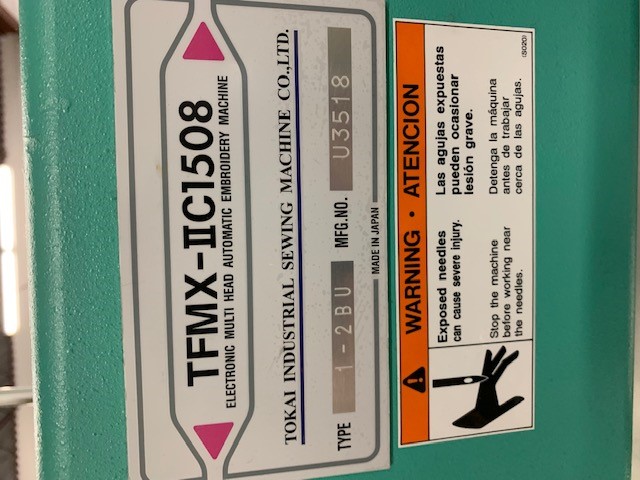 TFMX-IIC1508
ELECTRONIC MULTI HEAD AUTOMATIC EMBROIDERY MACHINE
TOKAI INDUSTRIAL SEWING MACHINE CO.,LTD.
TYPE 1-2BU MFG.NO. U3518
MADE IN JAPAN
WARNING · ATENCION
Exposed needles
can cause severe injury.
Stop the machine
before working near
the needles.
Las agujas expuestas
pueden ocasionar
lesión grave.
Detenga la máquina
antes de trabajar
cerca de las agujas.
(S020)